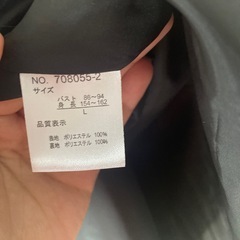 NO. 708055-2
サイズ
バスト 86~94
身長 154~162
L
品質表示
表地 ポリエステル 100%
裏地 ポリエステル 100%